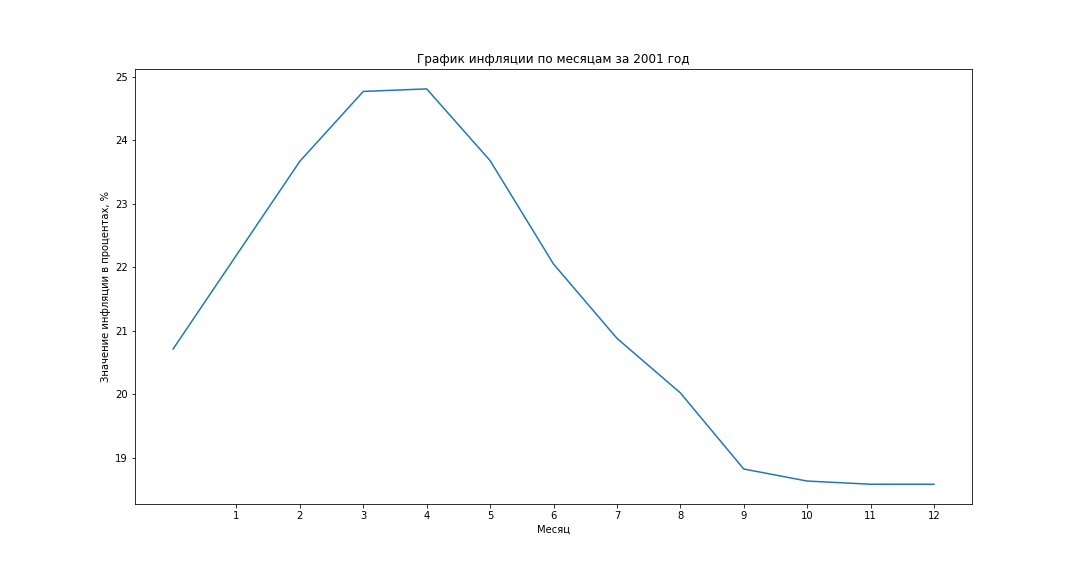 График инфляции по месяцам за 2001 год
Значение инфляции в процентах, %
25
24
23
22
21
20
19
1 2 3 4 5 6 7 8 9 10 11 12
Месяц